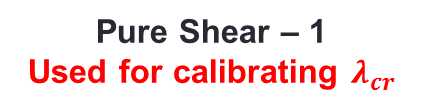 Pure Shear – 1
Used for calibrating λcr